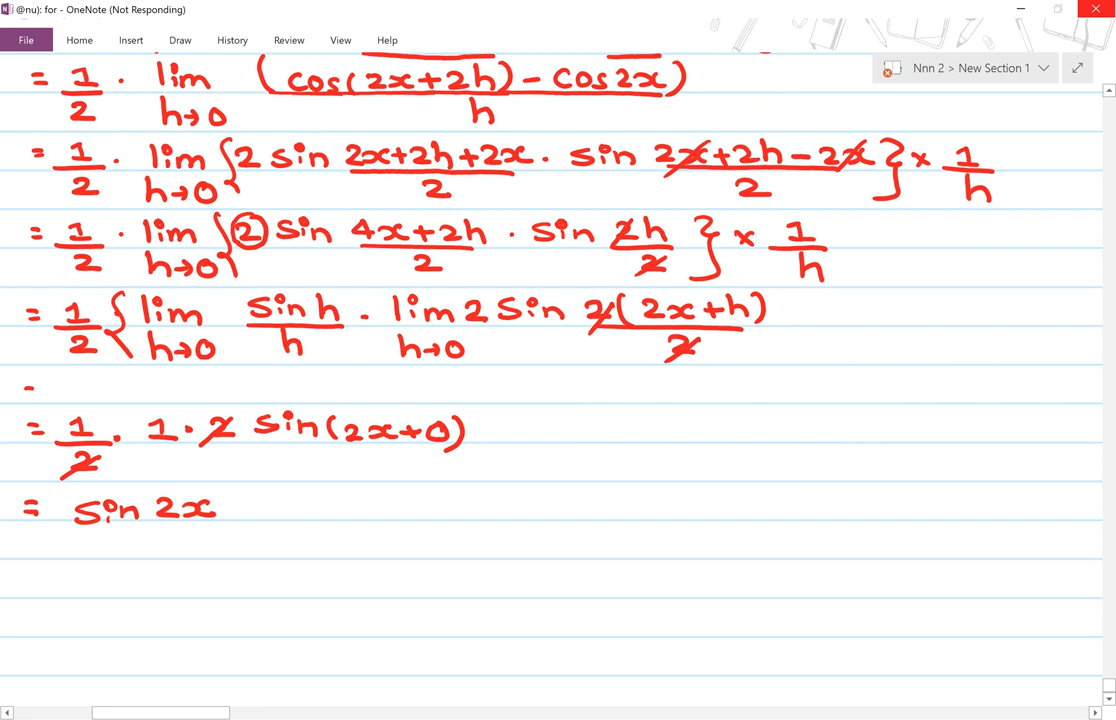 @nu): for - OneNote (Not Responding)
File Home Insert Draw History Review View Help
Nnn 2 > New Section 1
= 1/2 · lim h→0 (cos(2x+2h) - cos2x)/h
= 1/2 · lim h→0 {2 sin (2x+2h+2x)/2 · sin (2x+2h-2x)/2} × 1/h
= 1/2 · lim h→0 {2 sin (4x+2h)/2 · sin 2h/2} × 1/h
= 1/2 {lim h→0 sin h/h · lim h→0 2 sin 2(2x+h)/2
-
= 1/2 · 1 · 2 sin(2x+0)
= sin 2x